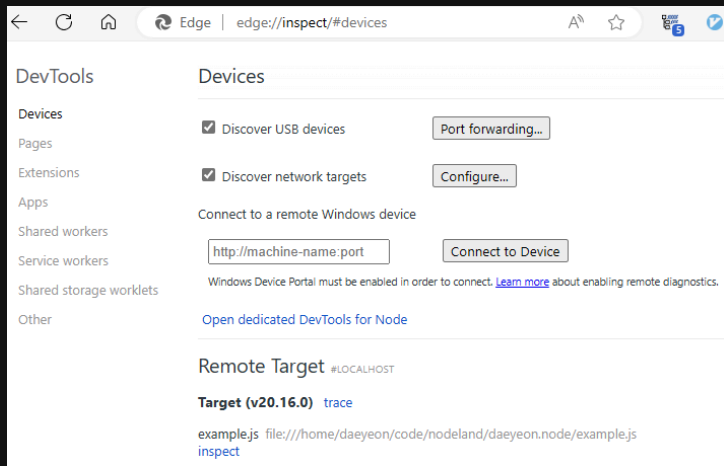 Edge edge://inspect/#devices A
5
DevTools
Devices
Pages
Extensions
Apps
Shared workers
Service workers
Shared storage worklets
Other
Devices
Discover USB devices Port forwarding...
Discover network targets Configure...
Connect to a remote Windows device
http://machine-name:port Connect to Device
Windows Device Portal must be enabled in order to connect. Learn more about enabling remote diagnostics.
Open dedicated DevTools for Node
Remote Target #LOCALHOST
Target (v20.16.0) trace
example.js file:///home/daeyeon/code/nodeland/daeyeon.node/example.js
inspect